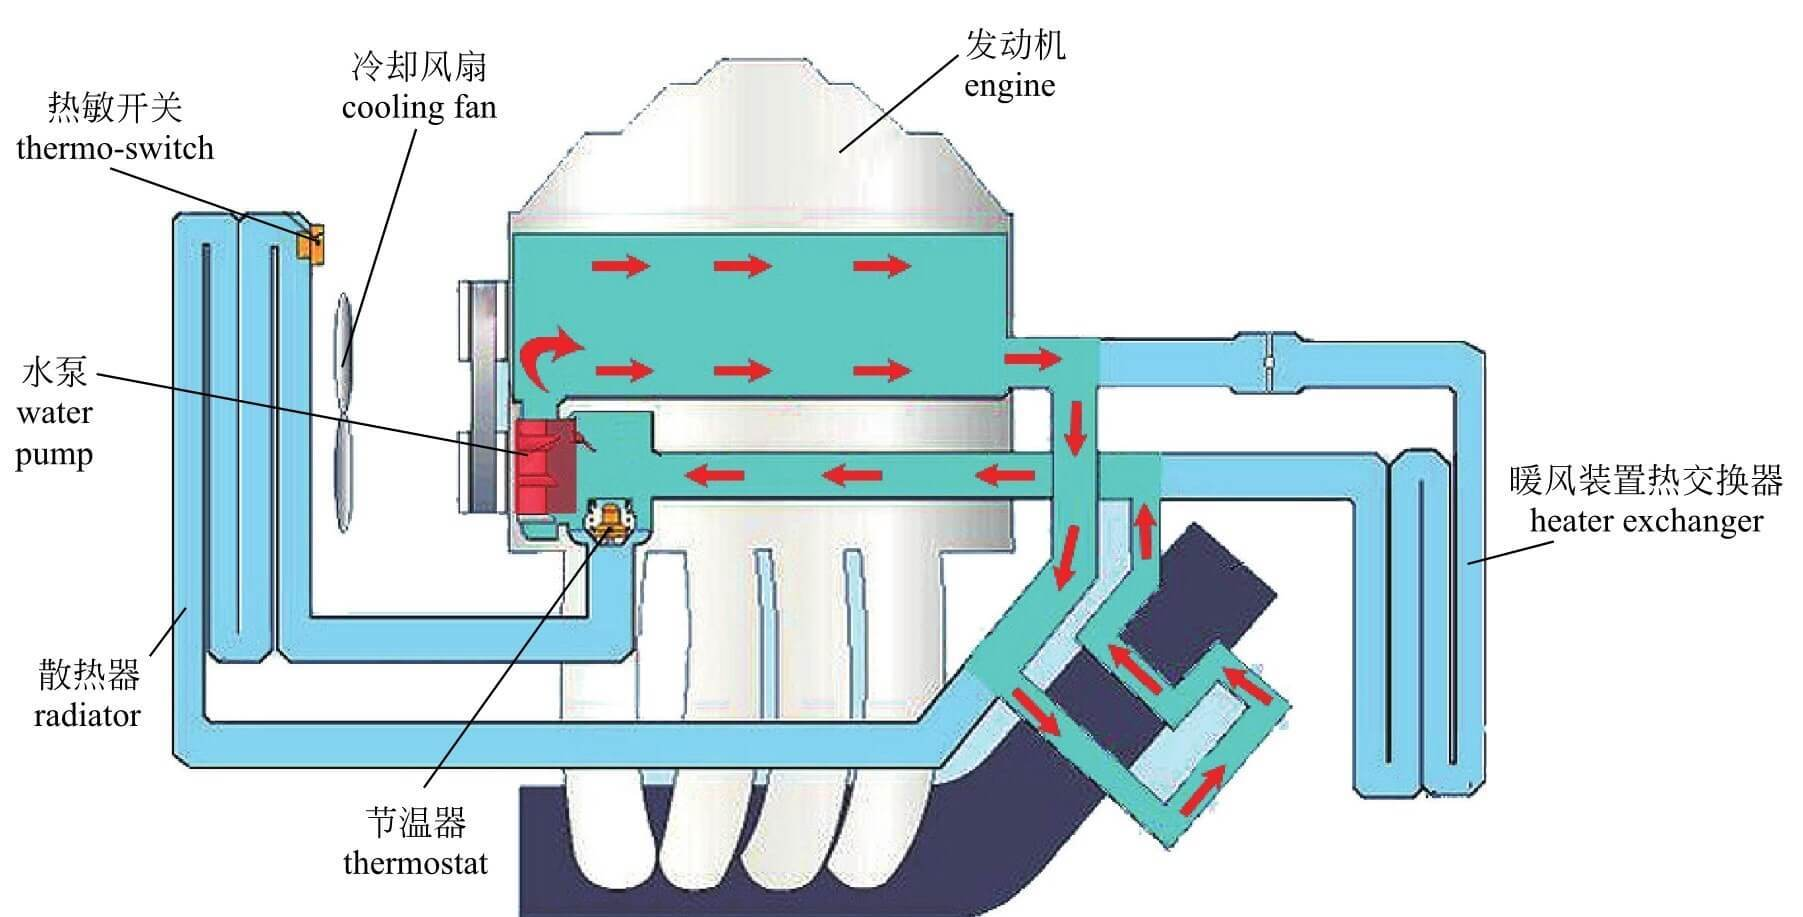 发动机
engine
冷却风扇
cooling fan
热敏开关
thermo-switch
水泵
water
pump
暖风装置热交换器
heater exchanger
散热器
radiator
节温器
thermostat